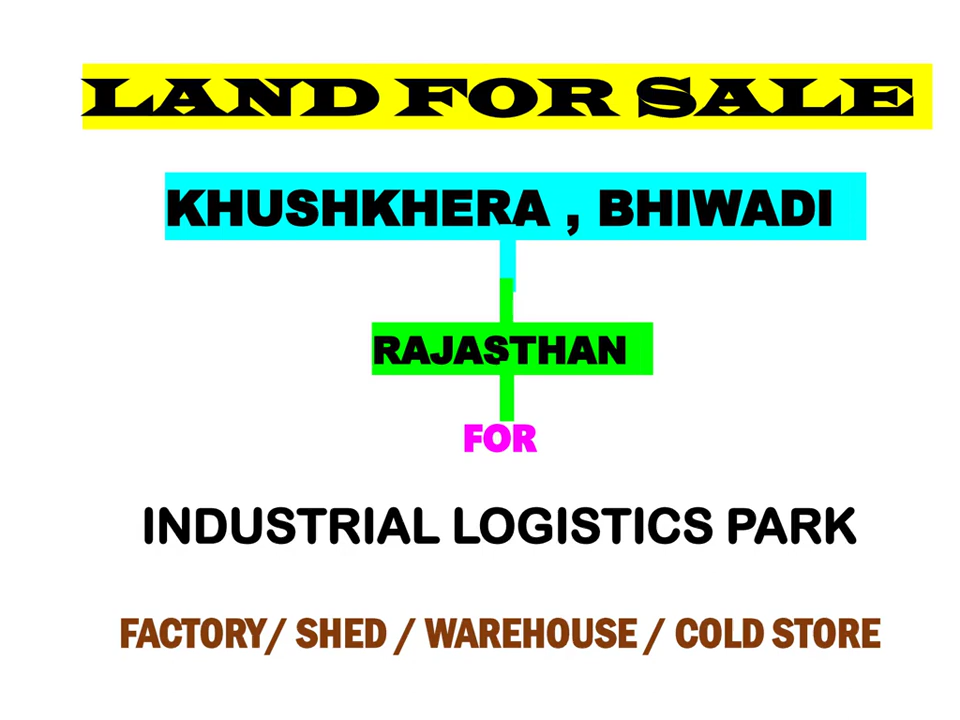 LAND FOR SALE
KHUSHKHERA , BHIWADI
RAJASTHAN
FOR
INDUSTRIAL LOGISTICS PARK
FACTORY/ SHED / WAREHOUSE / COLD STORE